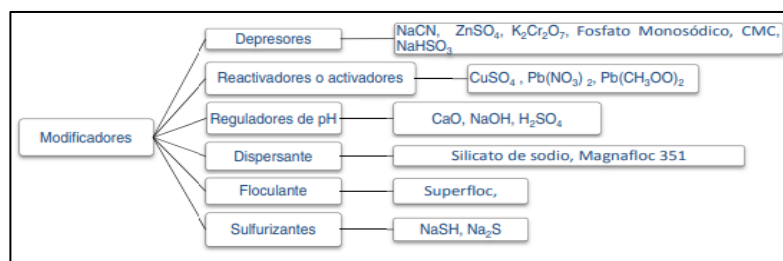 Depresores
NaCN, ZnSO₄, K₂Cr₂O₇, Fosfato Monosódico, CMC,
NaHSO₃
Reactivadores o activadores
CuSO₄ , Pb(NO₃) ₂, Pb(CH₃OO)₂
Reguladores de pH
CaO, NaOH, H₂SO₄
Modificadores
Dispersante
Silicato de sodio, Magnafloc 351
Floculante
Superfloc,
Sulfurizantes
NaSH, Na₂S